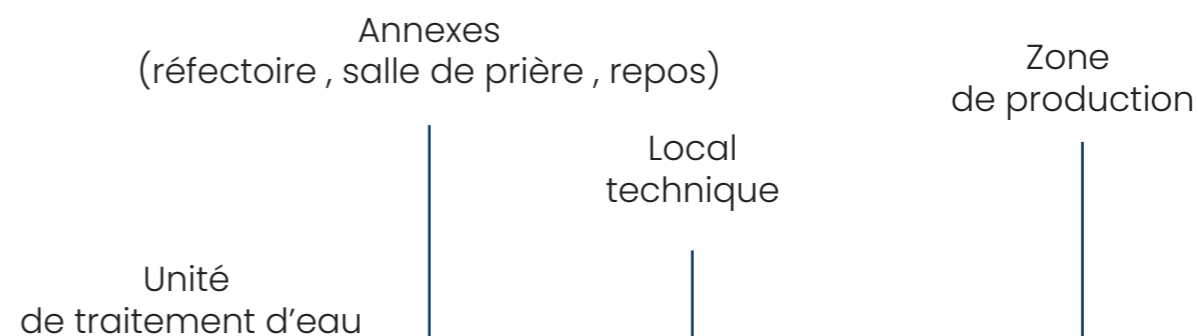 Annexes
(réfectoire , salle de prière , repos)
Zone
de production
Local
technique
Unité
de traitement d'eau